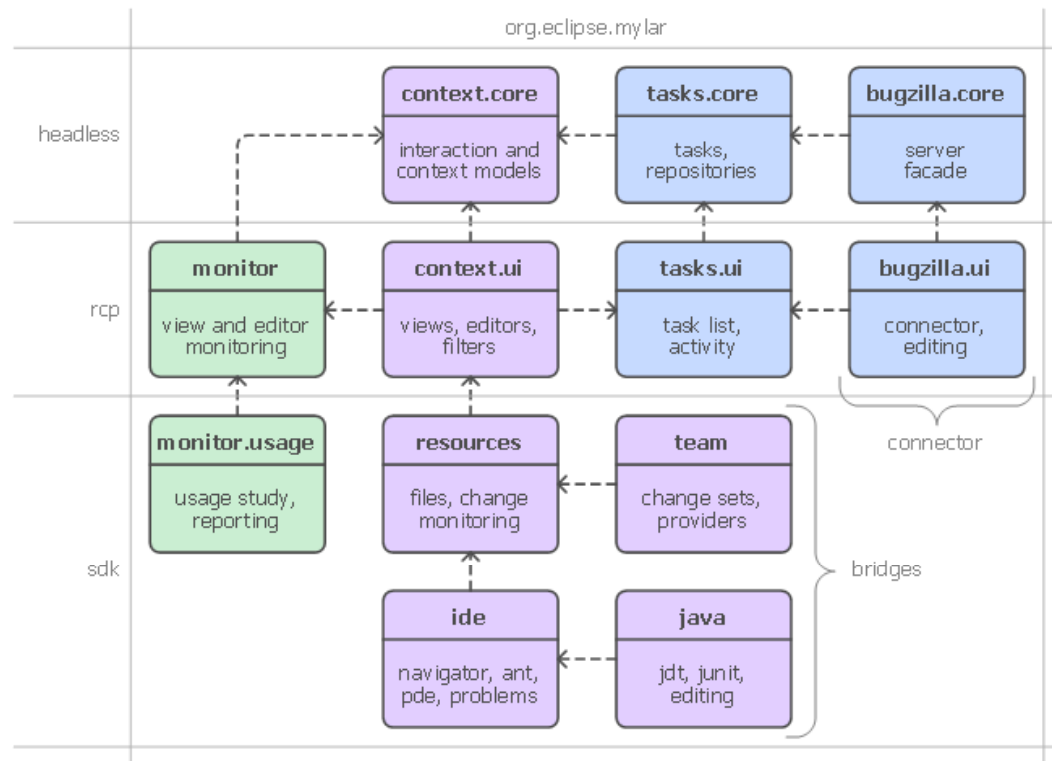 org.eclipse.mylar
headless
context.core
interaction and
context models
tasks.core
tasks,
repositories
bugzilla.core
server
facade
rcp
monitor
view and editor
monitoring
context.ui
views, editors,
filters
tasks.ui
task list,
activity
bugzilla.ui
connector,
editing
connector
sdk
monitor.usage
usage study,
reporting
resources
files, change
monitoring
team
change sets,
providers
ide
navigator, ant,
pde, problems
java
jdt, junit,
editing
bridges